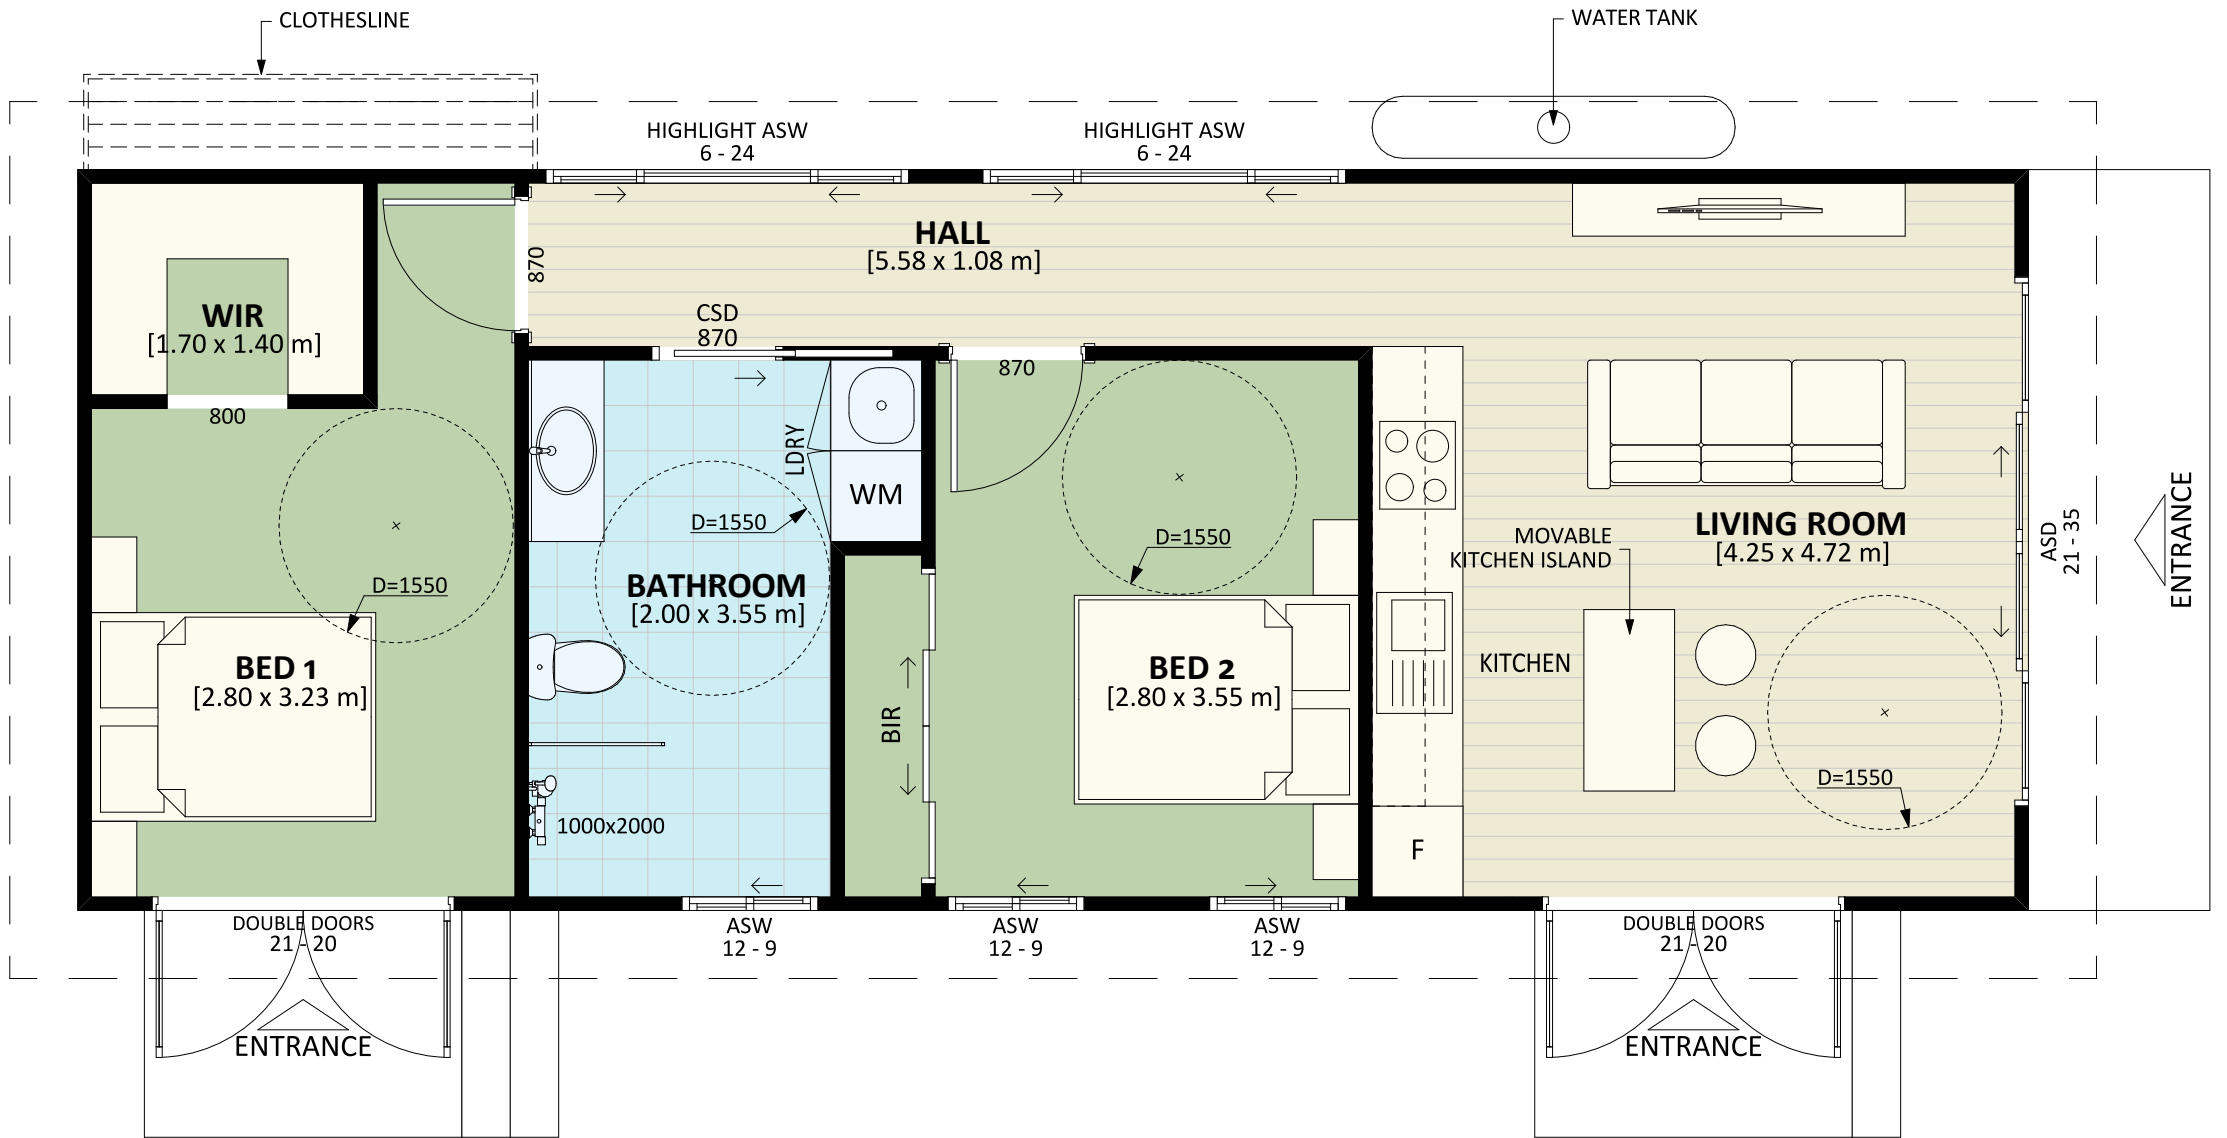 CLOTHESLINE
WATER TANK
HIGHLIGHT ASW
6 - 24
HIGHLIGHT ASW
6 - 24
HALL
[5.58 x 1.08 m]
870
WIR
[1.70 x 1.40 m]
800
CSD
870
870
LDRY
WM
D=1550
D=1550
D=1550
BATHROOM
[2.00 x 3.55 m]
BED 1
[2.80 x 3.23 m]
BED 2
[2.80 x 3.55 m]
BIR
1000x2000
LIVING ROOM
[4.25 x 4.72 m]
MOVABLE
KITCHEN ISLAND
KITCHEN
D=1550
F
ASD
21 - 35
ENTRANCE
DOUBLE DOORS
21 - 20
ASW
12 - 9
ASW
12 - 9
ASW
12 - 9
DOUBLE DOORS
21 - 20
ENTRANCE
ENTRANCE